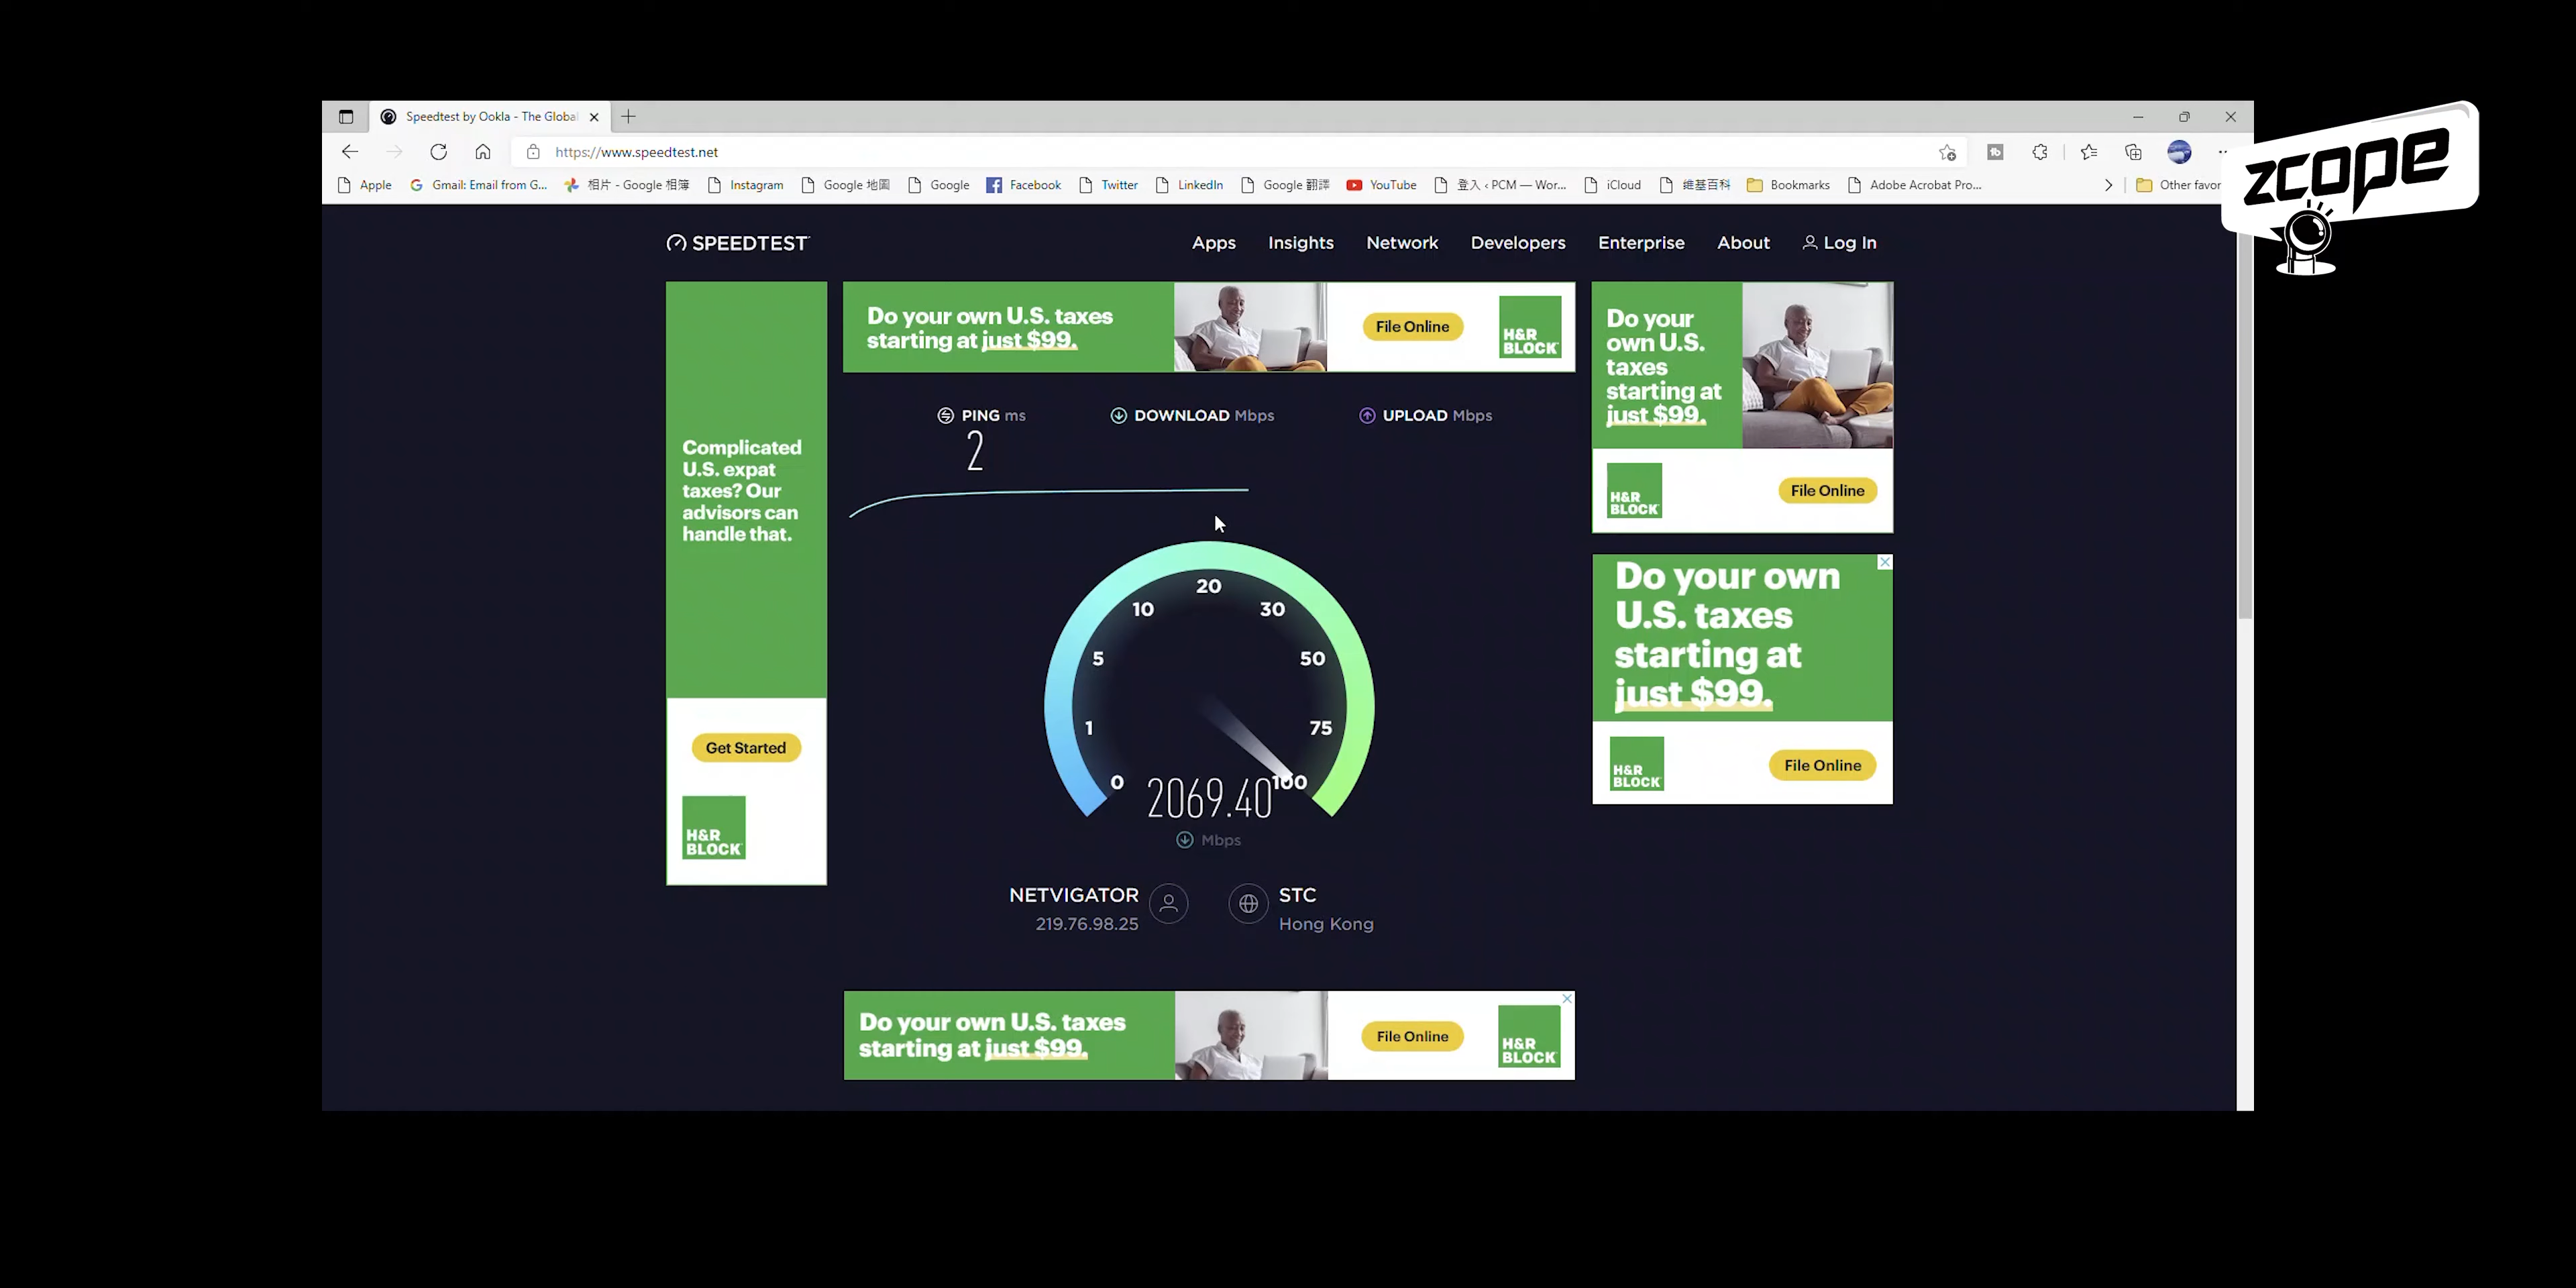 Speedtest by Ookla - The Global
https://www.speedtest.net
Apple
Gmail: Email from G...
相片 - Google 相簿
Instagram
Google 地圖
Google
Facebook
Twitter
LinkedIn
Google 翻譯
YouTube
登入 ‹ PCM — Wor...
iCloud
維基百科
Bookmarks
Adobe Acrobat Pro...
Other favor
zcope
SPEEDTEST
Apps
Insights
Network
Developers
Enterprise
About
Log In
Complicated
U.S. expat
taxes? Our
advisors can
handle that.
Get Started
H&R
BLOCK
Do your own U.S. taxes
starting at just $99.
File Online
H&R
BLOCK
Do your
own U.S.
taxes
starting at
just $99.
H&R
BLOCK
File Online
PING ms
2
DOWNLOAD Mbps
UPLOAD Mbps
0
1
5
10
20
30
50
75
100
2069.40
Mbps
Do your own
U.S. taxes
starting at
just $99.
H&R
BLOCK
File Online
NETVIGATOR
219.76.98.25
STC
Hong Kong
Do your own U.S. taxes
starting at just $99.
File Online
H&R
BLOCK